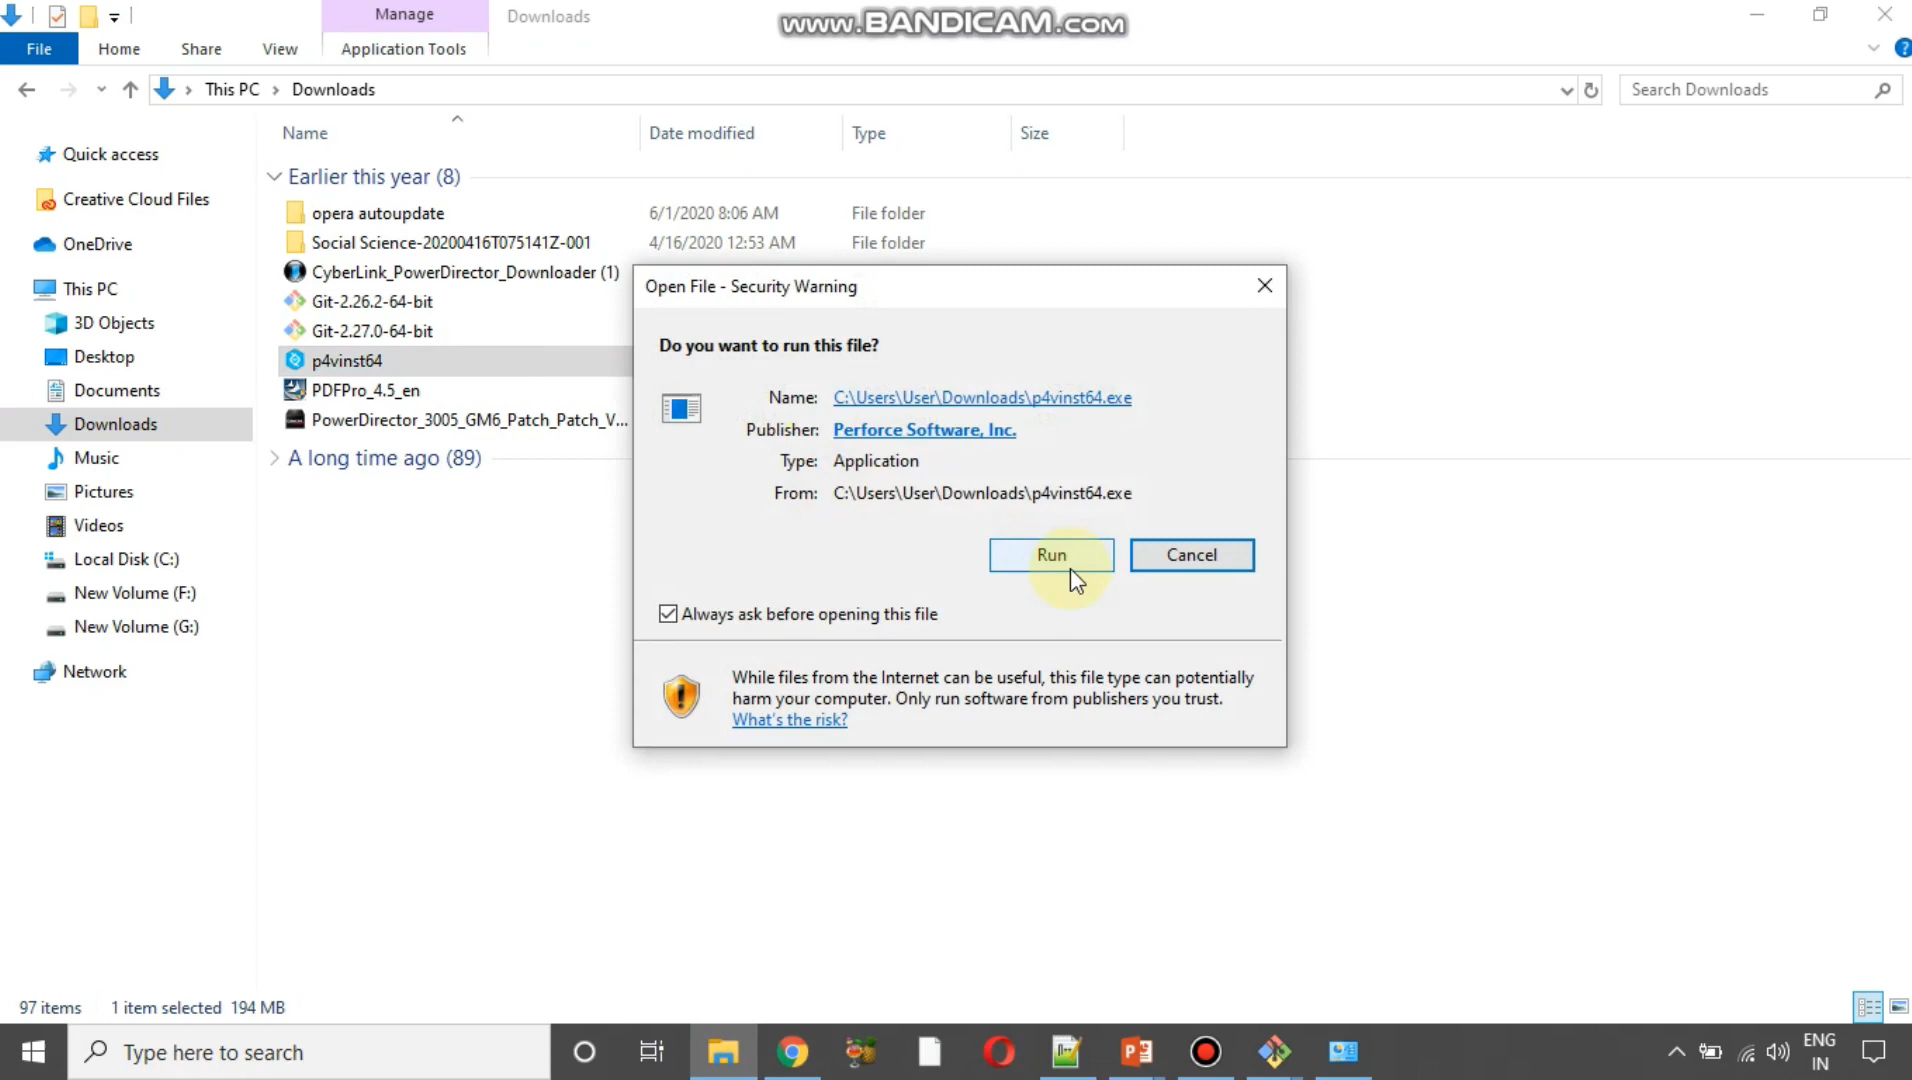 Manage
Downloads
www.BANDICAM.com
File
Home
Share
View
Application Tools
?
This PC
Downloads
Search Downloads
Name
Date modified
Type
Size
Quick access
Creative Cloud Files
OneDrive
This PC
3D Objects
Desktop
Documents
Downloads
Music
Pictures
Videos
Local Disk (C:)
New Volume (F:)
New Volume (G:)
Network
Earlier this year (8)
opera autoupdate 6/1/2020 8:06 AM File folder
Social Science-20200416T075141Z-001 4/16/2020 12:53 AM File folder
CyberLink_PowerDirector_Downloader (1)
Git-2.26.2-64-bit
Git-2.27.0-64-bit
p4vinst64
PDFPro_4.5_en
PowerDirector_3005_GM6_Patch_Patch_V...
A long time ago (89)
Open File - Security Warning
Do you want to run this file?
Name: C:\Users\User\Downloads\p4vinst64.exe
Publisher: Perforce Software, Inc.
Type: Application
From: C:\Users\User\Downloads\p4vinst64.exe
Run
Cancel
Always ask before opening this file
While files from the Internet can be useful, this file type can potentially
harm your computer. Only run software from publishers you trust.
What's the risk?
97 items 1 item selected 194 MB
Type here to search
ENG
IN